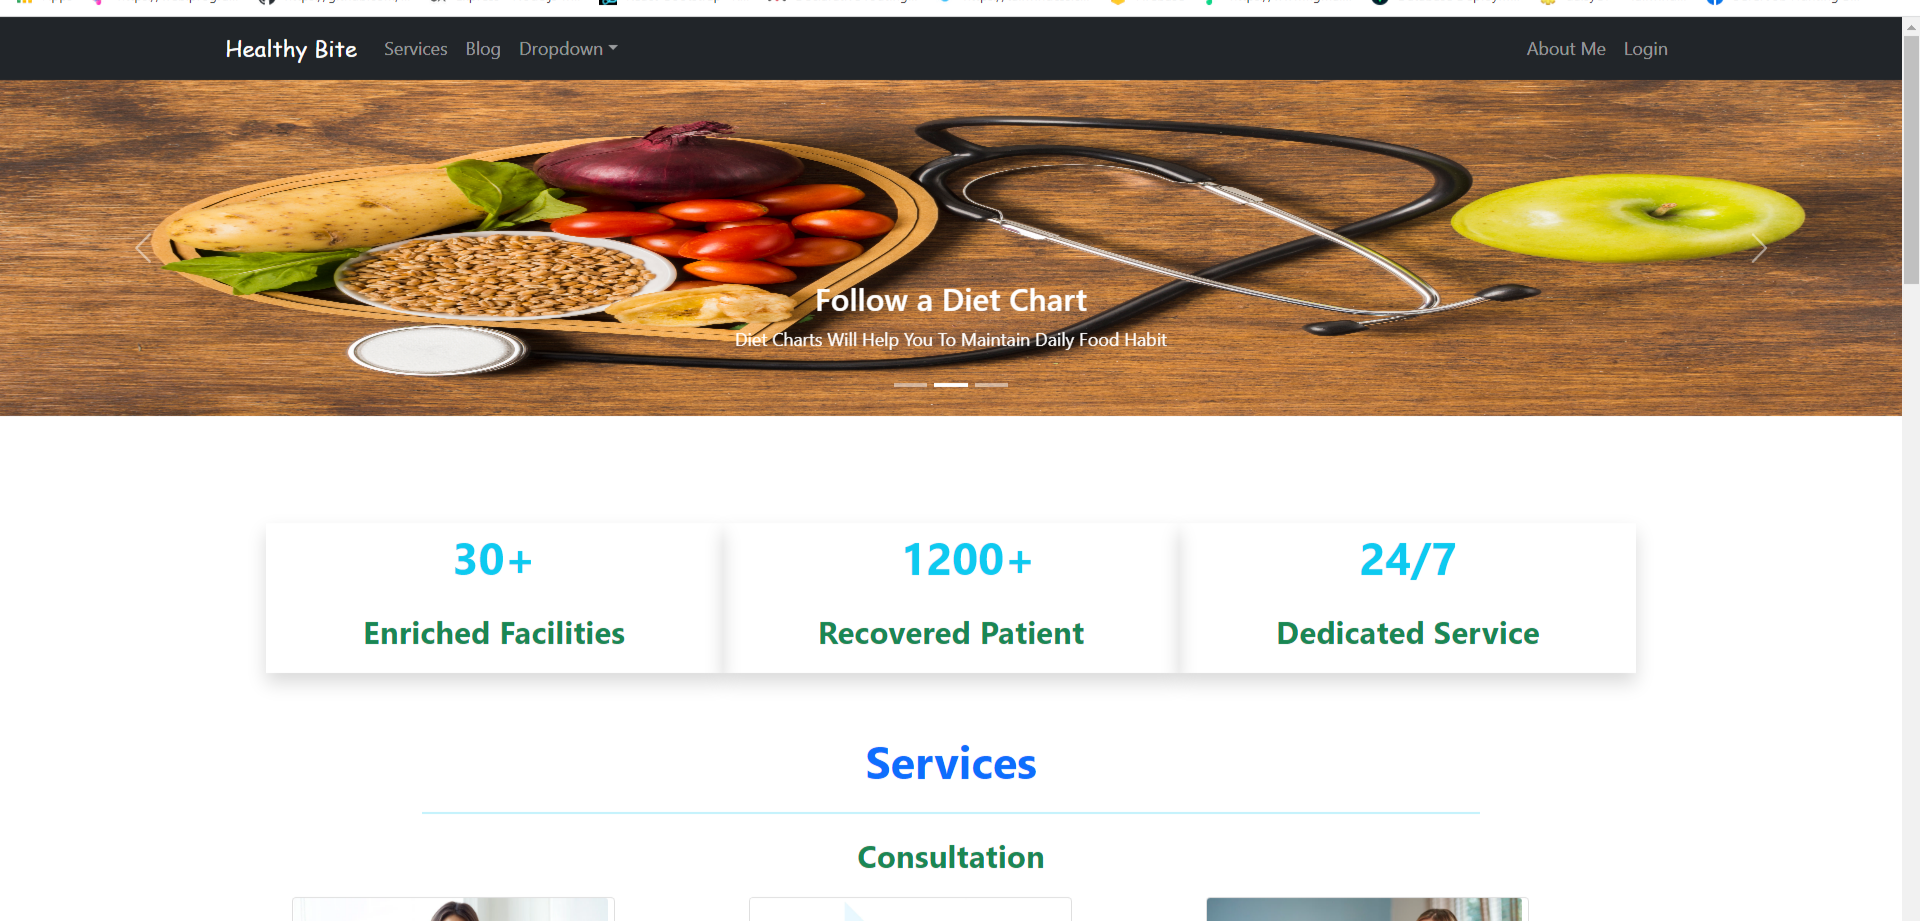 Healthy Bite Services Blog Dropdown About Me Login
Follow a Diet Chart
Diet Charts Will Help You To Maintain Daily Food Habit
30+ 1200+ 24/7
Enriched Facilities Recovered Patient Dedicated Service
Services
Consultation